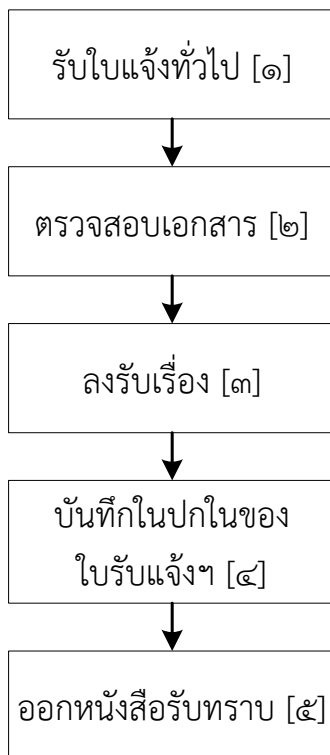 รับใบแจ้งทั่วไป [๑]
ตรวจสอบเอกสาร [๒]
ลงรับเรื่อง [๓]
บันทึกในปกในของ
ใบรับแจ้งฯ [๔]
ออกหนังสือรับทราบ [๕]